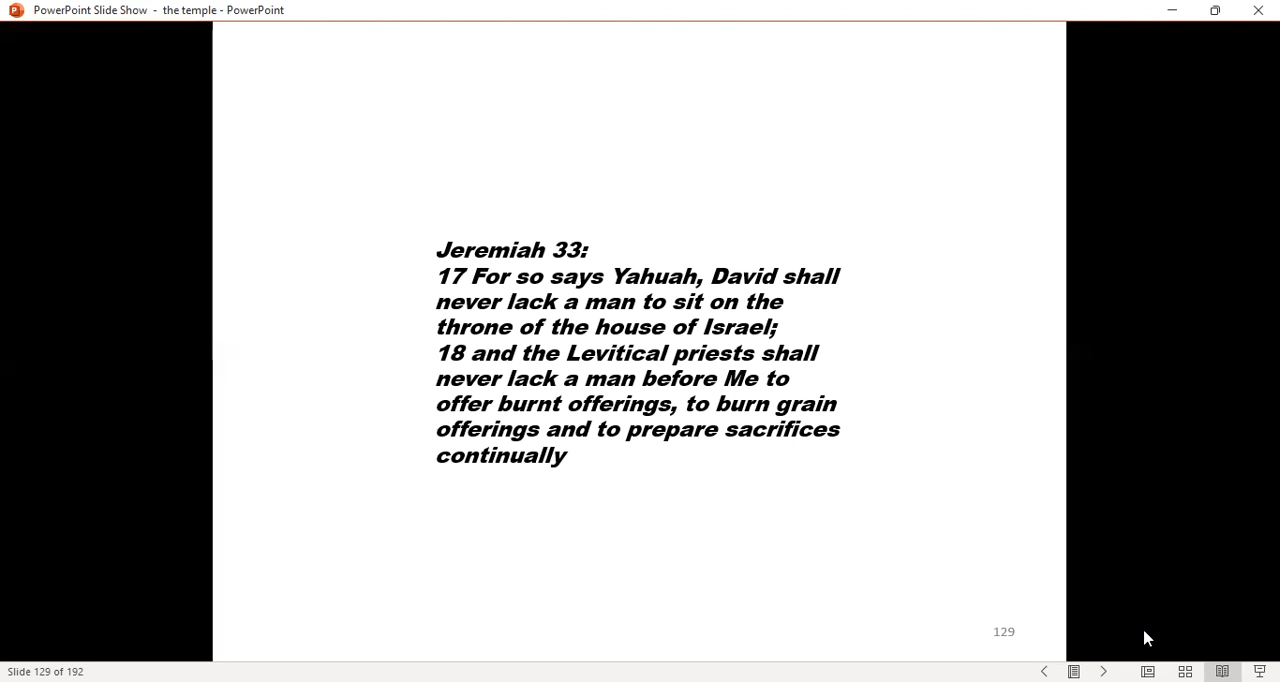 PowerPoint Slide Show - the temple - PowerPoint
Jeremiah 33:
17 For so says Yahuah, David shall
never lack a man to sit on the
throne of the house of Israel;
18 and the Levitical priests shall
never lack a man before Me to
offer burnt offerings, to burn grain
offerings and to prepare sacrifices
continually
129
Slide 129 of 192